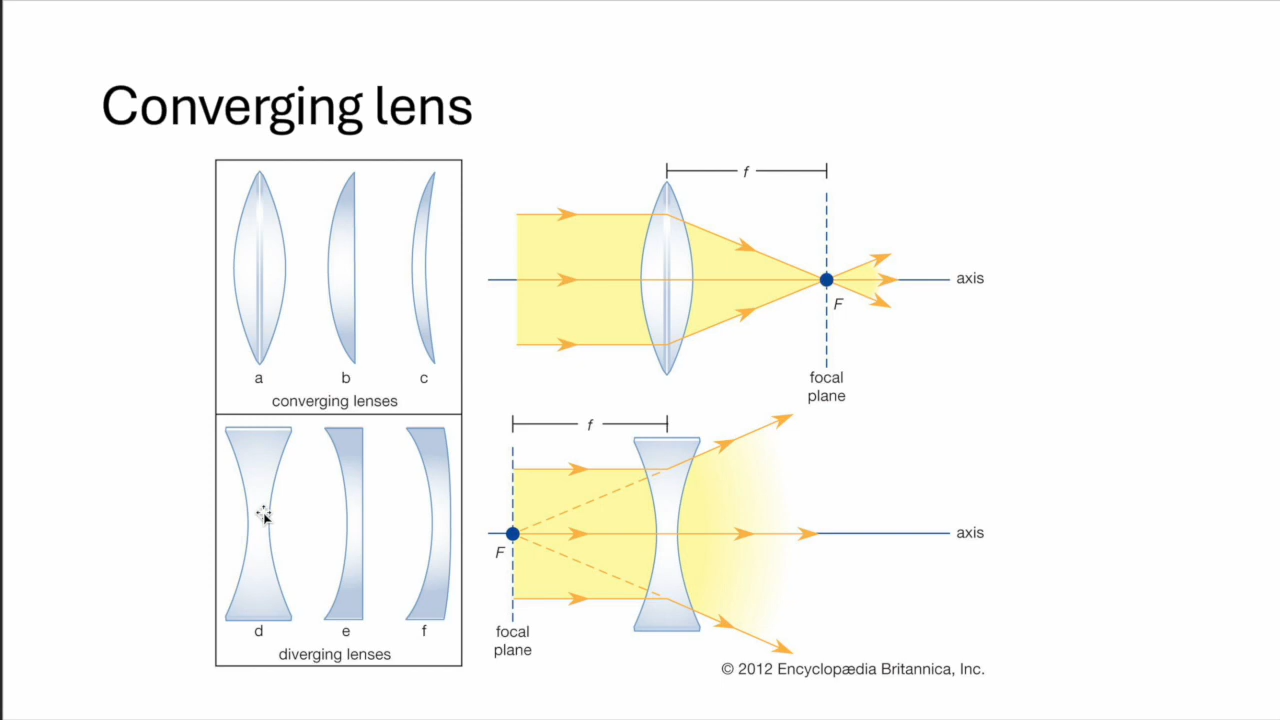 Converging lens
a
b
c
converging lenses
d
e
f
diverging lenses
f
axis
F
focal
plane
f
axis
F
focal
plane
© 2012 Encyclopædia Britannica, Inc.